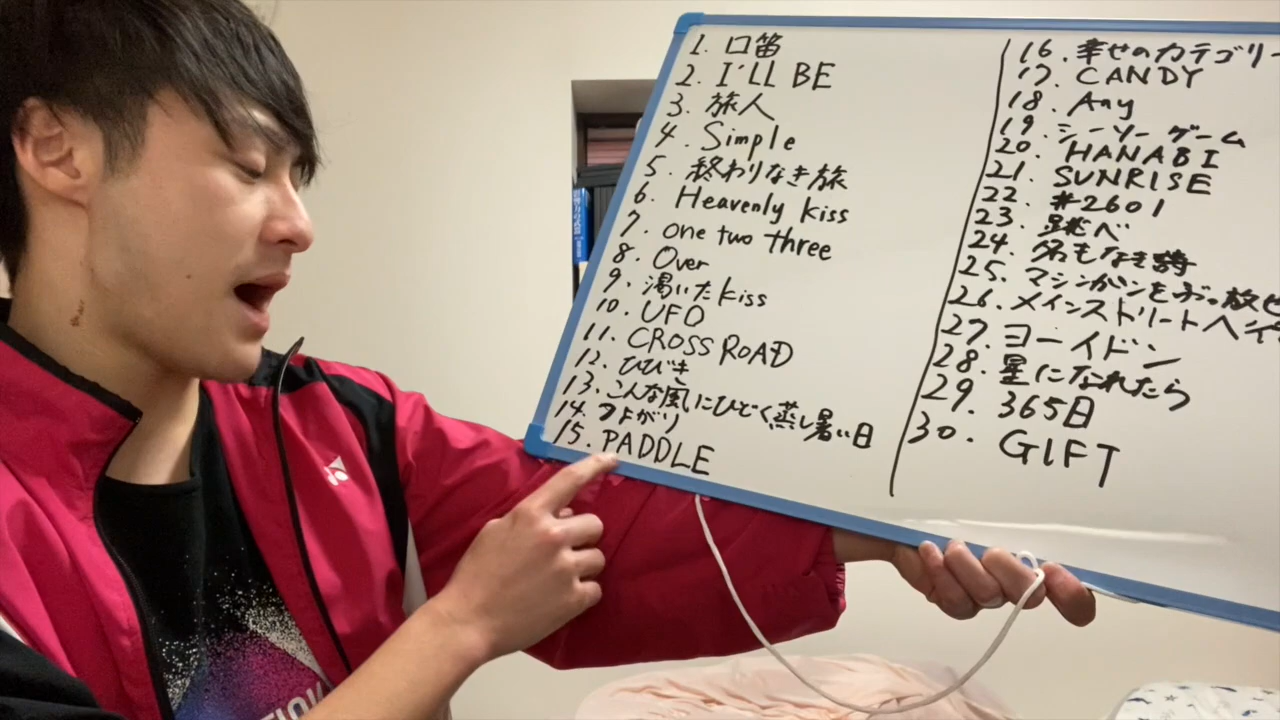 1. 口笛
2. I'LL BE
3. 旅人
4. Simple
5. 終わりなき旅
6. Heavenly kiss
7. one two three
8. Over
9. 渇いたkiss
10. UFO
11. CROSS ROAD
12. ひびき
13. こんな風にひどく蒸し暑い日
14. つよがり
15. PADDLE
16. 幸せのカテゴリー
17. CANDY
18. Any
19. シーソーゲーム
20. HANABI
21. SUNRISE
22. #2601
23. 跳べ
24. 名もなき詩
25. マシンガンをぶっ放せ
26. メインストリートへ行
27. ヨーイドン
28. 星になれたら
29. 365日
30. GIFT